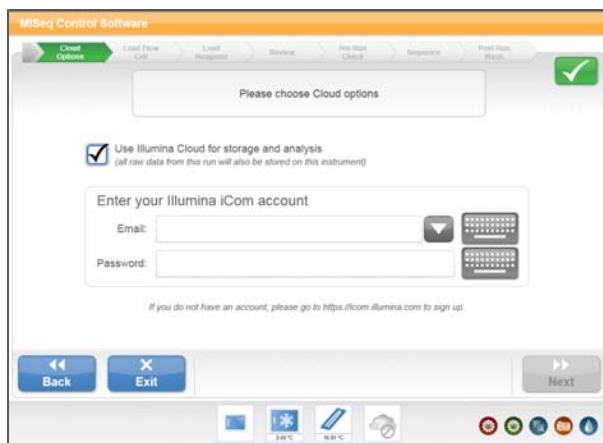 MiSeq Control Software
Cloud Options
Load Flow Cell
Load Reagents
Review
Pre-Run Check
Sequence
Post-Run Wash
Please choose Cloud options
Use Illumina Cloud for storage and analysis
(all raw data from this run will also be stored on this instrument)
Enter your Illumina iCom account
Email:
Password:
If you do not have an account, please go to https://icom.illumina.com to sign up
Back
Exit
Next